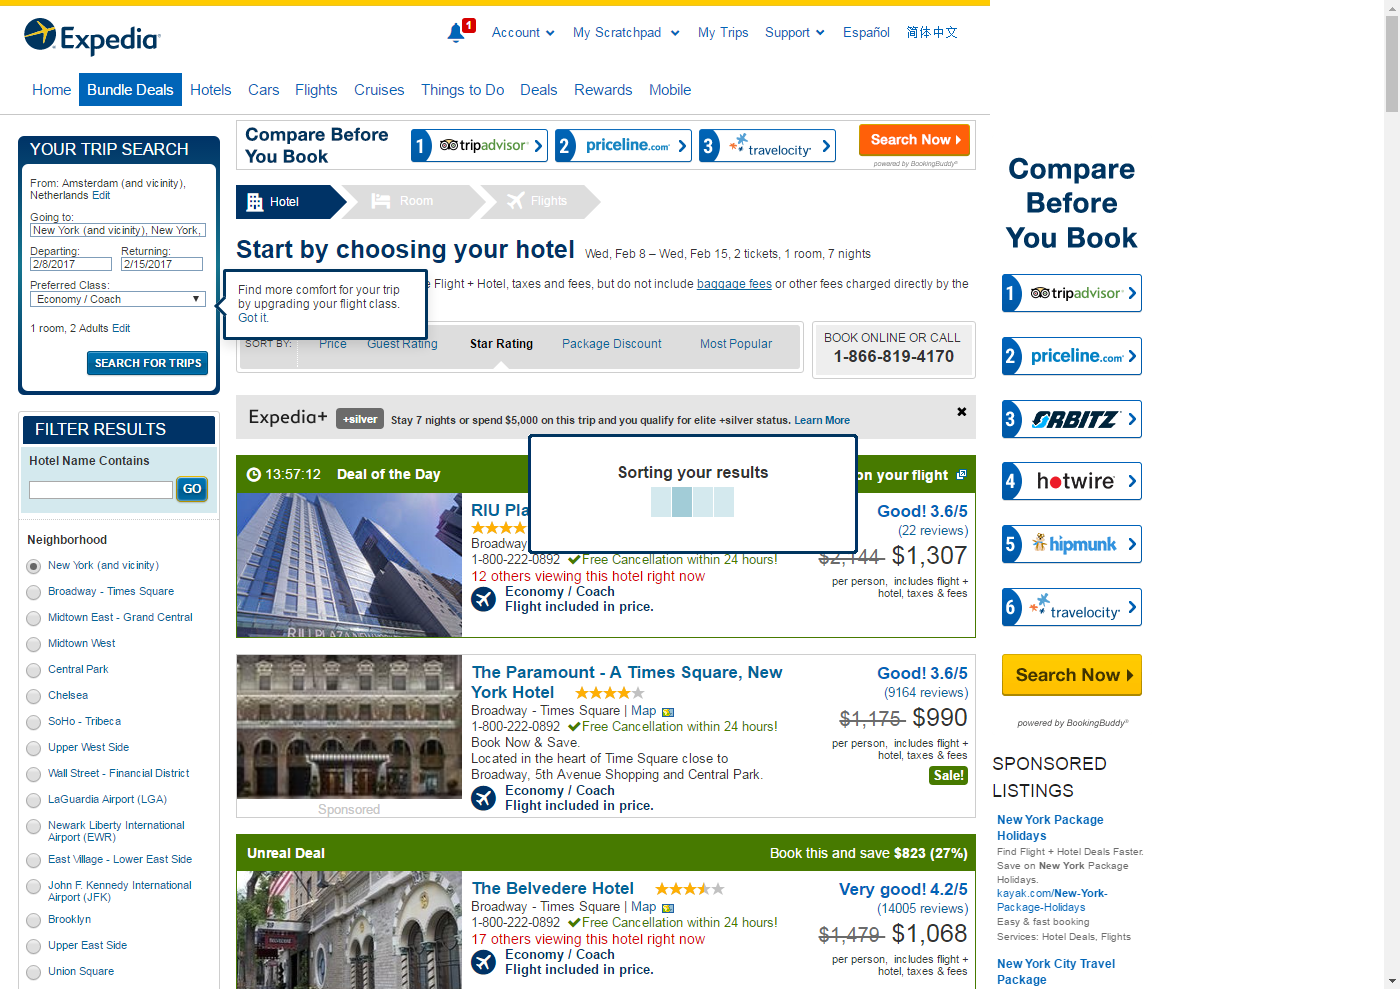 Expedia
1
Account
My Scratchpad
My Trips
Support
Español
简体中文
Home
Bundle Deals
Hotels
Cars
Flights
Cruises
Things to Do
Deals
Rewards
Mobile
YOUR TRIP SEARCH
From: Amsterdam (and vicinity),
Netherlands Edit
Going to:
New York (and vicinity), New York,
Departing:
Returning:
2/8/2017
2/15/2017
Preferred Class:
Economy / Coach
1 room, 2 Adults Edit
SEARCH FOR TRIPS
Find more comfort for your trip
by upgrading your flight class.
Got it.
FILTER RESULTS
Hotel Name Contains
GO
Neighborhood
New York (and vicinity)
Broadway - Times Square
Midtown East - Grand Central
Midtown West
Central Park
Chelsea
SoHo - Tribeca
Upper West Side
Wall Street - Financial District
LaGuardia Airport (LGA)
Newark Liberty International
Airport (EWR)
East Village - Lower East Side
John F. Kennedy International
Airport (JFK)
Brooklyn
Upper East Side
Union Square
Compare Before
You Book
1 tripadvisor
2 priceline.com
3 travelocity
Search Now
powered by BookingBuddy
Hotel
Room
Flights
Start by choosing your hotel
Wed, Feb 8 – Wed, Feb 15, 2 tickets, 1 room, 7 nights
e Flight + Hotel, taxes and fees, but do not include baggage fees or other fees charged directly by the
SORT BY:
Price
Guest Rating
Star Rating
Package Discount
Most Popular
BOOK ONLINE OR CALL
1-866-819-4170
Expedia+
+silver
Stay 7 nights or spend $5,000 on this trip and you qualify for elite +silver status. Learn More
Sorting your results
13:57:12 Deal of the Day
on your flight
RIU Pla
Good! 3.6/5
(22 reviews)
Broadway
1-800-222-0892 Free Cancellation within 24 hours!
$2,144 $1,307
12 others viewing this hotel right now
Economy / Coach
Flight included in price.
per person, includes flight +
hotel, taxes & fees
RIU PLAZA
The Paramount - A Times Square, New
York Hotel
Good! 3.6/5
(9164 reviews)
Broadway - Times Square | Map
$1,175 $990
1-800-222-0892 Free Cancellation within 24 hours!
Book Now & Save.
per person, includes flight +
hotel, taxes & fees
Located in the heart of Time Square close to
Broadway, 5th Avenue Shopping and Central Park.
Sale!
Economy / Coach
Flight included in price.
Sponsored
Unreal Deal
Book this and save $823 (27%)
The Belvedere Hotel
Very good! 4.2/5
(14005 reviews)
Broadway - Times Square | Map
1-800-222-0892 Free Cancellation within 24 hours!
$1,479 $1,068
17 others viewing this hotel right now
Economy / Coach
Flight included in price.
per person, includes flight +
hotel, taxes & fees
Compare
Before
You Book
1 tripadvisor
2 priceline.com
3 ORBITZ
4 hotwire
5 hipmunk
6 travelocity
Search Now
powered by BookingBuddy
SPONSORED
LISTINGS
New York Package
Holidays
Find Flight + Hotel Deals Faster.
Save on New York Package
Holidays.
kayak.com/New-York-
Package-Holidays
Easy & fast booking
Services: Hotel Deals, Flights
New York City Travel
Package